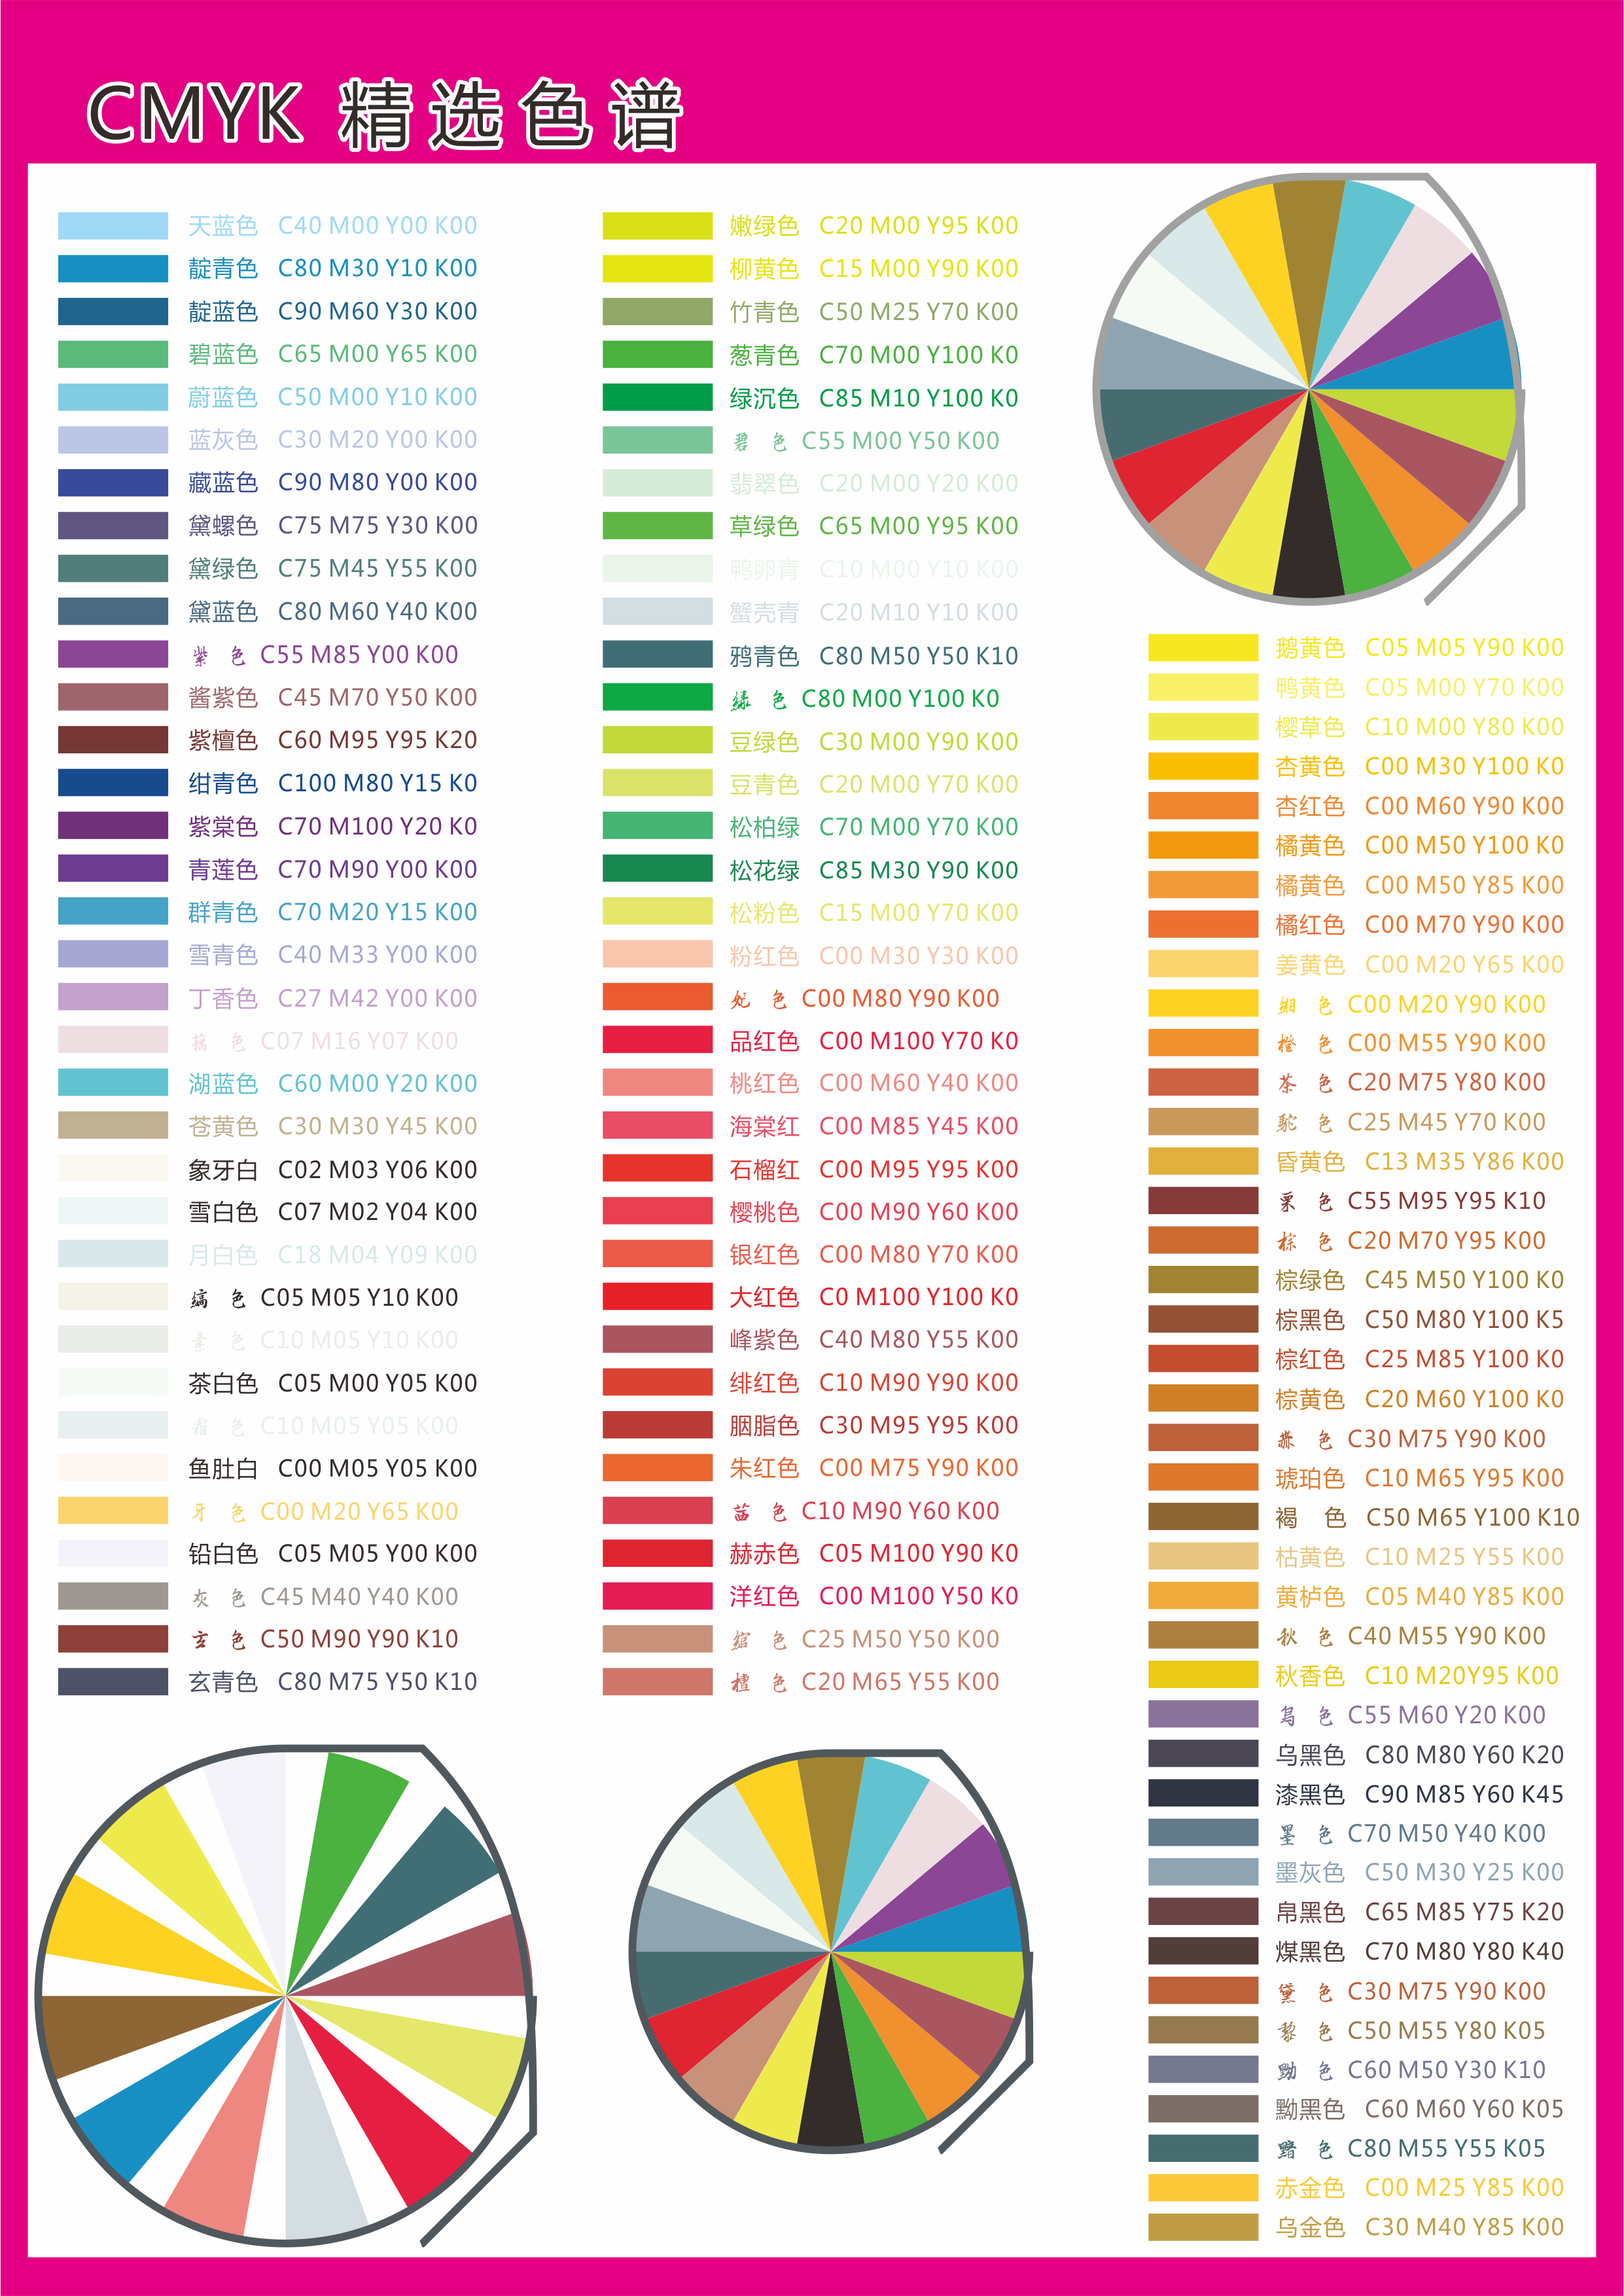 CMYK 精选色谱
天蓝色 C40 M00 Y00 K00
靛青色 C80 M30 Y10 K00
靛蓝色 C90 M60 Y30 K00
碧蓝色 C65 M00 Y65 K00
蔚蓝色 C50 M00 Y10 K00
蓝灰色 C30 M20 Y00 K00
藏蓝色 C90 M80 Y00 K00
黛螺色 C75 M75 Y30 K00
黛绿色 C75 M45 Y55 K00
黛蓝色 C80 M60 Y40 K00
紫 色 C55 M85 Y00 K00
酱紫色 C45 M70 Y50 K00
紫檀色 C60 M95 Y95 K20
绀青色 C100 M80 Y15 K0
紫棠色 C70 M100 Y20 K0
青莲色 C70 M90 Y00 K00
群青色 C70 M20 Y15 K00
雪青色 C40 M33 Y00 K00
丁香色 C27 M42 Y00 K00
藕 色 C07 M16 Y07 K00
湖蓝色 C60 M00 Y20 K00
苍黄色 C30 M30 Y45 K00
象牙白 C02 M03 Y06 K00
雪白色 C07 M02 Y04 K00
月白色 C18 M04 Y09 K00
缟 色 C05 M05 Y10 K00
素 色 C10 M05 Y10 K00
茶白色 C05 M00 Y05 K00
霜 色 C10 M05 Y05 K00
鱼肚白 C00 M05 Y05 K00
牙 色 C00 M20 Y65 K00
铅白色 C05 M05 Y00 K00
灰 色 C45 M40 Y40 K00
玄 色 C50 M90 Y90 K10
玄青色 C80 M75 Y50 K10
嫩绿色 C20 M00 Y95 K00
柳黄色 C15 M00 Y90 K00
竹青色 C50 M25 Y70 K00
葱青色 C70 M00 Y100 K0
绿沉色 C85 M10 Y100 K0
碧 色 C55 M00 Y50 K00
翡翠色 C20 M00 Y20 K00
草绿色 C65 M00 Y95 K00
鸭卵青 C10 M00 Y10 K00
蟹壳青 C20 M10 Y10 K00
鸦青色 C80 M50 Y50 K10
绿 色 C80 M00 Y100 K0
豆绿色 C30 M00 Y90 K00
豆青色 C20 M00 Y70 K00
松柏绿 C70 M00 Y70 K00
松花绿 C85 M30 Y90 K00
松粉色 C15 M00 Y70 K00
粉红色 C00 M30 Y30 K00
妃 色 C00 M80 Y90 K00
品红色 C00 M100 Y70 K0
桃红色 C00 M60 Y40 K00
海棠红 C00 M85 Y45 K00
石榴红 C00 M95 Y95 K00
樱桃色 C00 M90 Y60 K00
银红色 C00 M80 Y70 K00
大红色 C0 M100 Y100 K0
峰紫色 C40 M80 Y55 K00
绯红色 C10 M90 Y90 K00
胭脂色 C30 M95 Y95 K00
朱红色 C00 M75 Y90 K00
茁 色 C10 M90 Y60 K00
赫赤色 C05 M100 Y90 K0
洋红色 C00 M100 Y50 K0
绾 色 C25 M50 Y50 K00
檀 色 C20 M65 Y55 K00
鹅黄色 C05 M05 Y90 K00
鸭黄色 C05 M00 Y70 K00
樱草色 C10 M00 Y80 K00
杏黄色 C00 M30 Y100 K0
杏红色 C00 M60 Y90 K00
橘黄色 C00 M50 Y100 K0
橘黄色 C00 M50 Y85 K00
橘红色 C00 M70 Y90 K00
姜黄色 C00 M20 Y65 K00
缃 色 C00 M20 Y90 K00
橙 色 C00 M55 Y90 K00
茶 色 C20 M75 Y80 K00
驼 色 C25 M45 Y70 K00
昏黄色 C13 M35 Y86 K00
栗 色 C55 M95 Y95 K10
棕 色 C20 M70 Y95 K00
棕绿色 C45 M50 Y100 K0
棕黑色 C50 M80 Y100 K5
棕红色 C25 M85 Y100 K0
棕黄色 C20 M60 Y100 K0
赫 色 C30 M75 Y90 K00
琥珀色 C10 M65 Y95 K00
褐 色 C50 M65 Y100 K10
枯黄色 C10 M25 Y55 K00
黄栌色 C05 M40 Y85 K00
秋 色 C40 M55 Y90 K00
秋香色 C10 M20Y95 K00
乌 色 C55 M60 Y20 K00
乌黑色 C80 M80 Y60 K20
漆黑色 C90 M85 Y60 K45
墨 色 C70 M50 Y40 K00
墨灰色 C50 M30 Y25 K00
帛黑色 C65 M85 Y75 K20
煤黑色 C70 M80 Y80 K40
黛 色 C30 M75 Y90 K00
黎 色 C50 M55 Y80 K05
黝 色 C60 M50 Y30 K10
黝黑色 C60 M60 Y60 K05
黯 色 C80 M55 Y55 K05
赤金色 C00 M25 Y85 K00
乌金色 C30 M40 Y85 K00